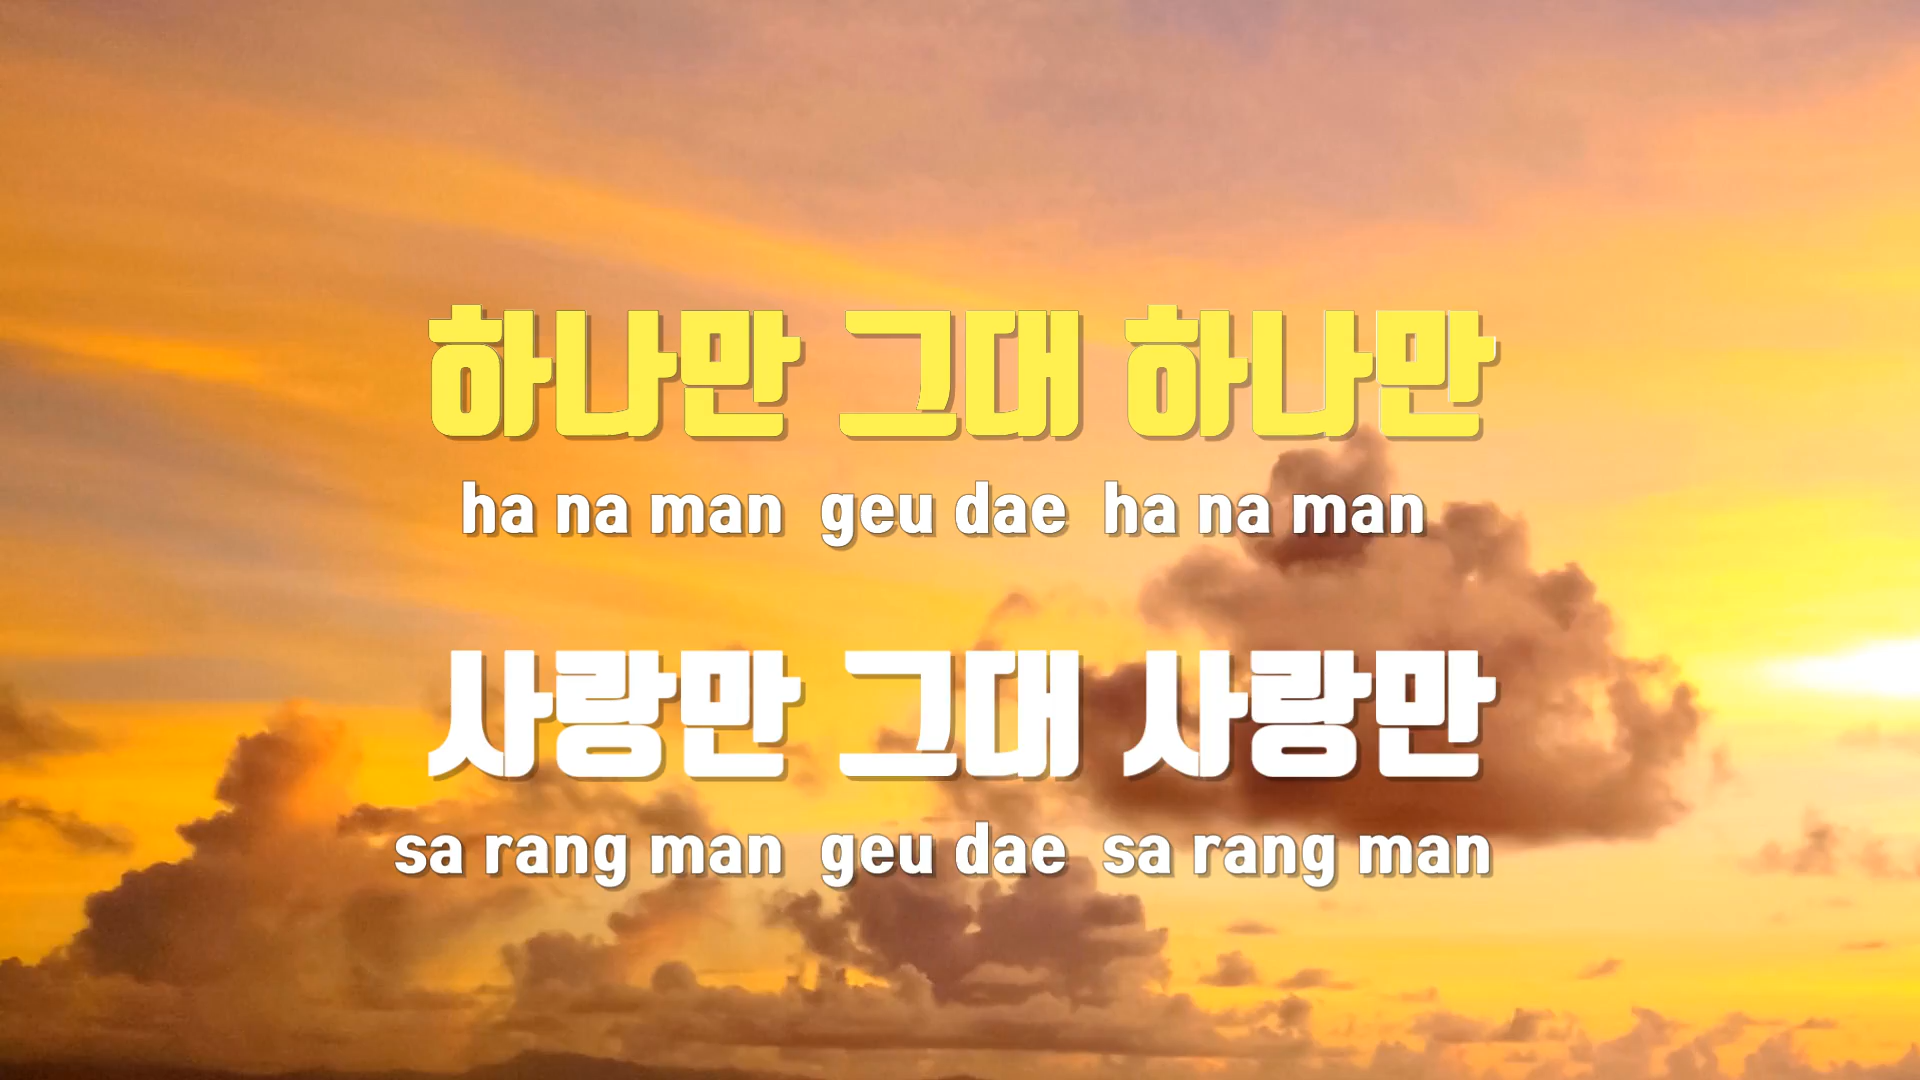 하나만 그대 하나만
ha na man geu dae ha na man
사랑만 그대 사랑만
sa rang man geu dae sa rang man